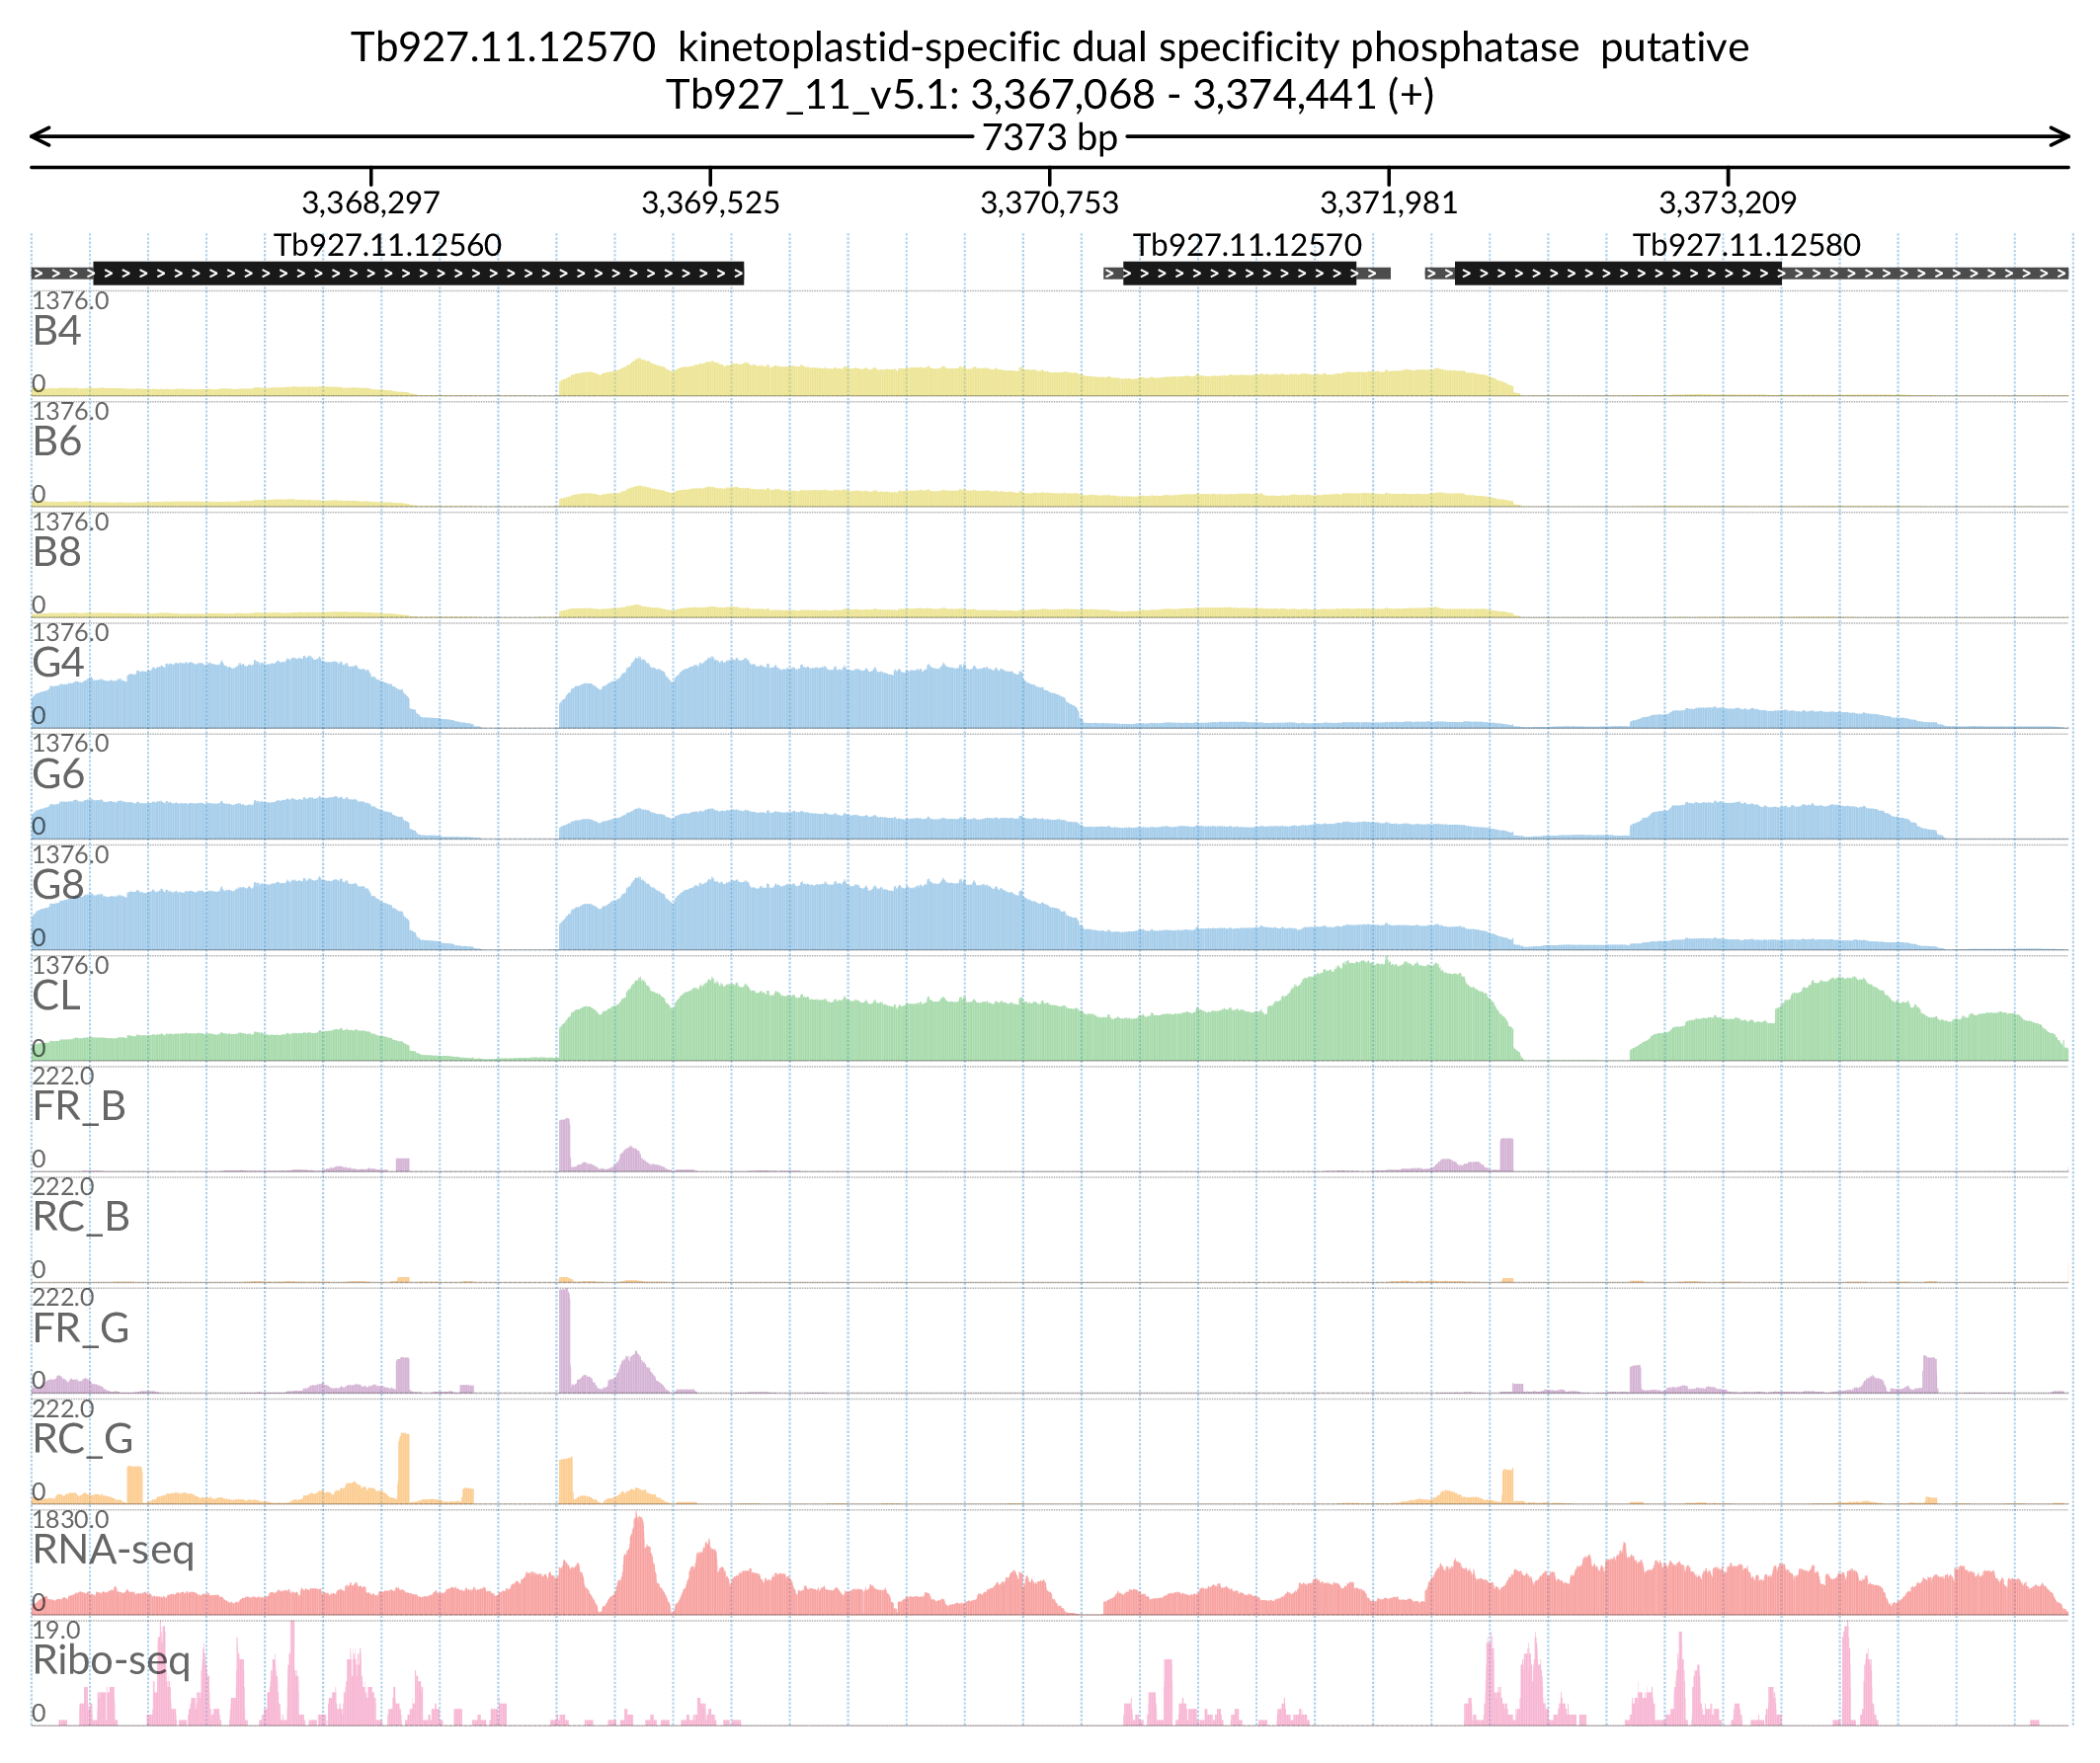 Tb927.11.12570 kinetoplastid-specific dual specificity phosphatase putative
Tb927_11_v5.1: 3,367,068 - 3,374,441 (+)
7373 bp
3,368,297 3,369,525 3,370,753 3,371,981 3,373,209
Tb927.11.12560 Tb927.11.12570 Tb927.11.12580
1376.0
B4
0
1376.0
B6
0
1376.0
B8
0
1376.0
G4
0
1376.0
G6
0
1376.0
G8
0
1376.0
CL
0
222.0
FR_B
0
222.0
RC_B
0
222.0
FR_G
0
222.0
RC_G
0
1830.0
RNA-seq
0
19.0
Ribo-seq
0